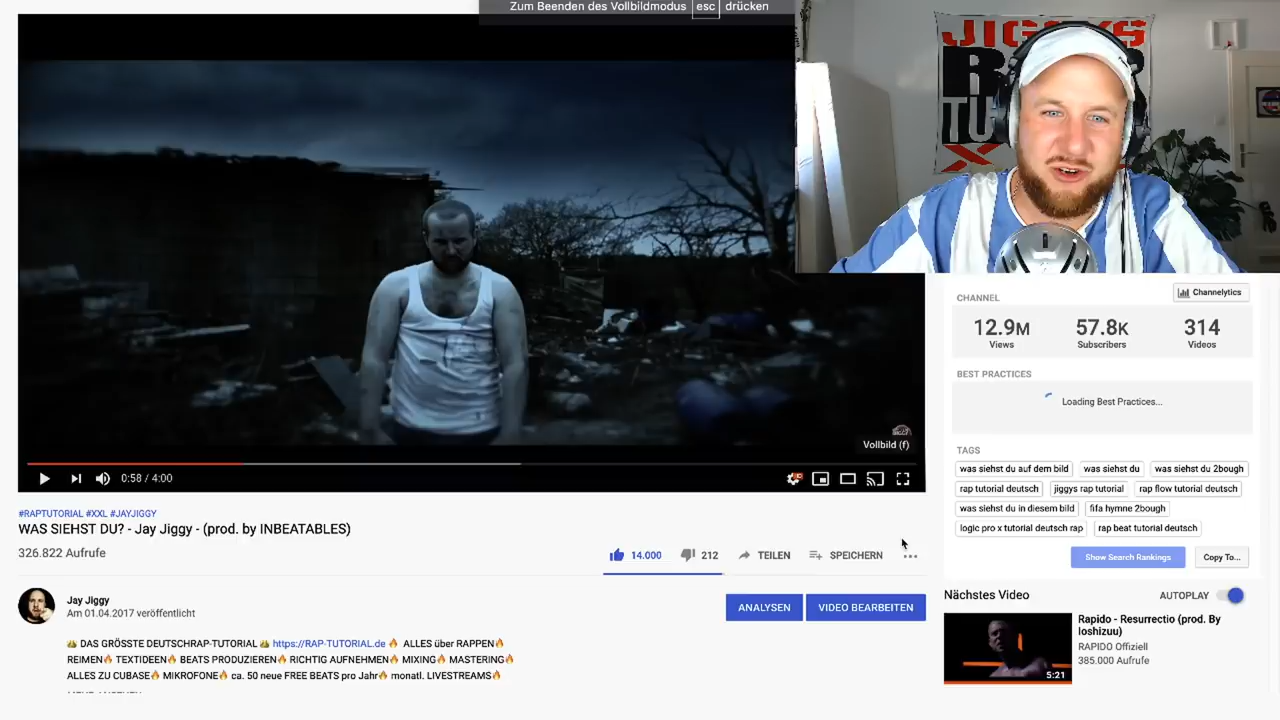 Zum Beenden des Vollbildmodus esc drücken
JIGGYS
Vollbild (f)
0:58 / 4:00
#RAPTUTORIAL #XXL #JAYJIGGY
WAS SIEHST DU? - Jay Jiggy - (prod. by INBEATABLES)
326.822 Aufrufe
14.000
212
TEILEN
SPEICHERN
Jay Jiggy
Am 01.04.2017 veröffentlicht
ANALYSEN
VIDEO BEARBEITEN
DAS GRÖSSTE DEUTSCHRAP-TUTORIAL https://RAP-TUTORIAL.de ALLES über RAPPEN
REIMEN TEXTIDEEN BEATS PRODUZIEREN RICHTIG AUFNEHMEN MIXING MASTERING
ALLES ZU CUBASE MIKROFONE ca. 50 neue FREE BEATS pro Jahr monatl. LIVESTREAMS
CHANNEL
Channelytics
12.9M 57.8K 314
Views Subscribers Videos
BEST PRACTICES
Loading Best Practices...
TAGS
was siehst du auf dem bild was siehst du was siehst du 2bough
rap tutorial deutsch jiggys rap tutorial rap flow tutorial deutsch
was siehst du in diesem bild fifa hymne 2bough
logic pro x tutorial deutsch rap rap beat tutorial deutsch
Show Search Rankings Copy To...
Nächstes Video AUTOPLAY
Rapido - Resurrectio (prod. By
Ioshizuu)
RAPIDO Offiziell
385.000 Aufrufe
5:21